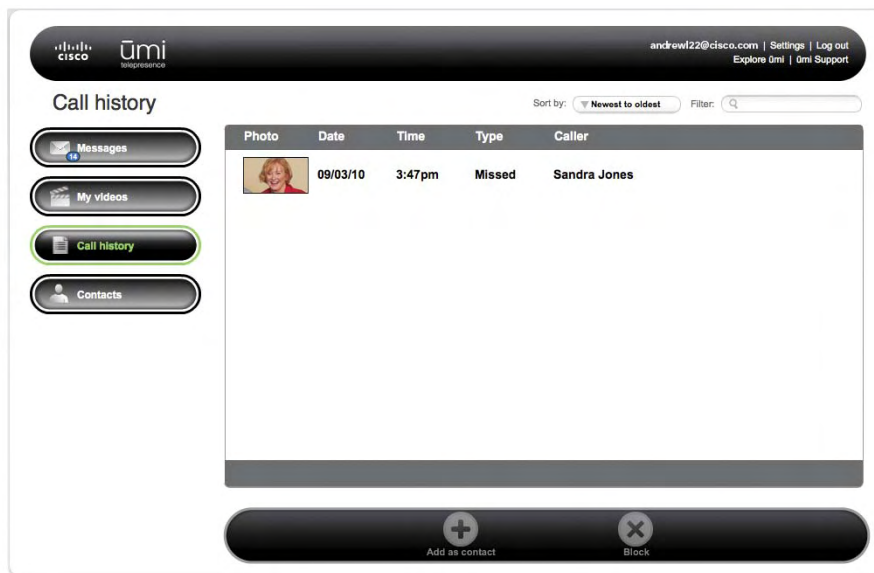 cisco
ūmi
telepresence
andrewl22@cisco.com | Settings | Log out
Explore ūmi | ūmi Support
Call history
Sort by: Newest to oldest Filter:
Messages
14
My videos
Call history
Contacts
Photo Date Time Type Caller
09/03/10 3:47pm Missed Sandra Jones
Add as contact Block